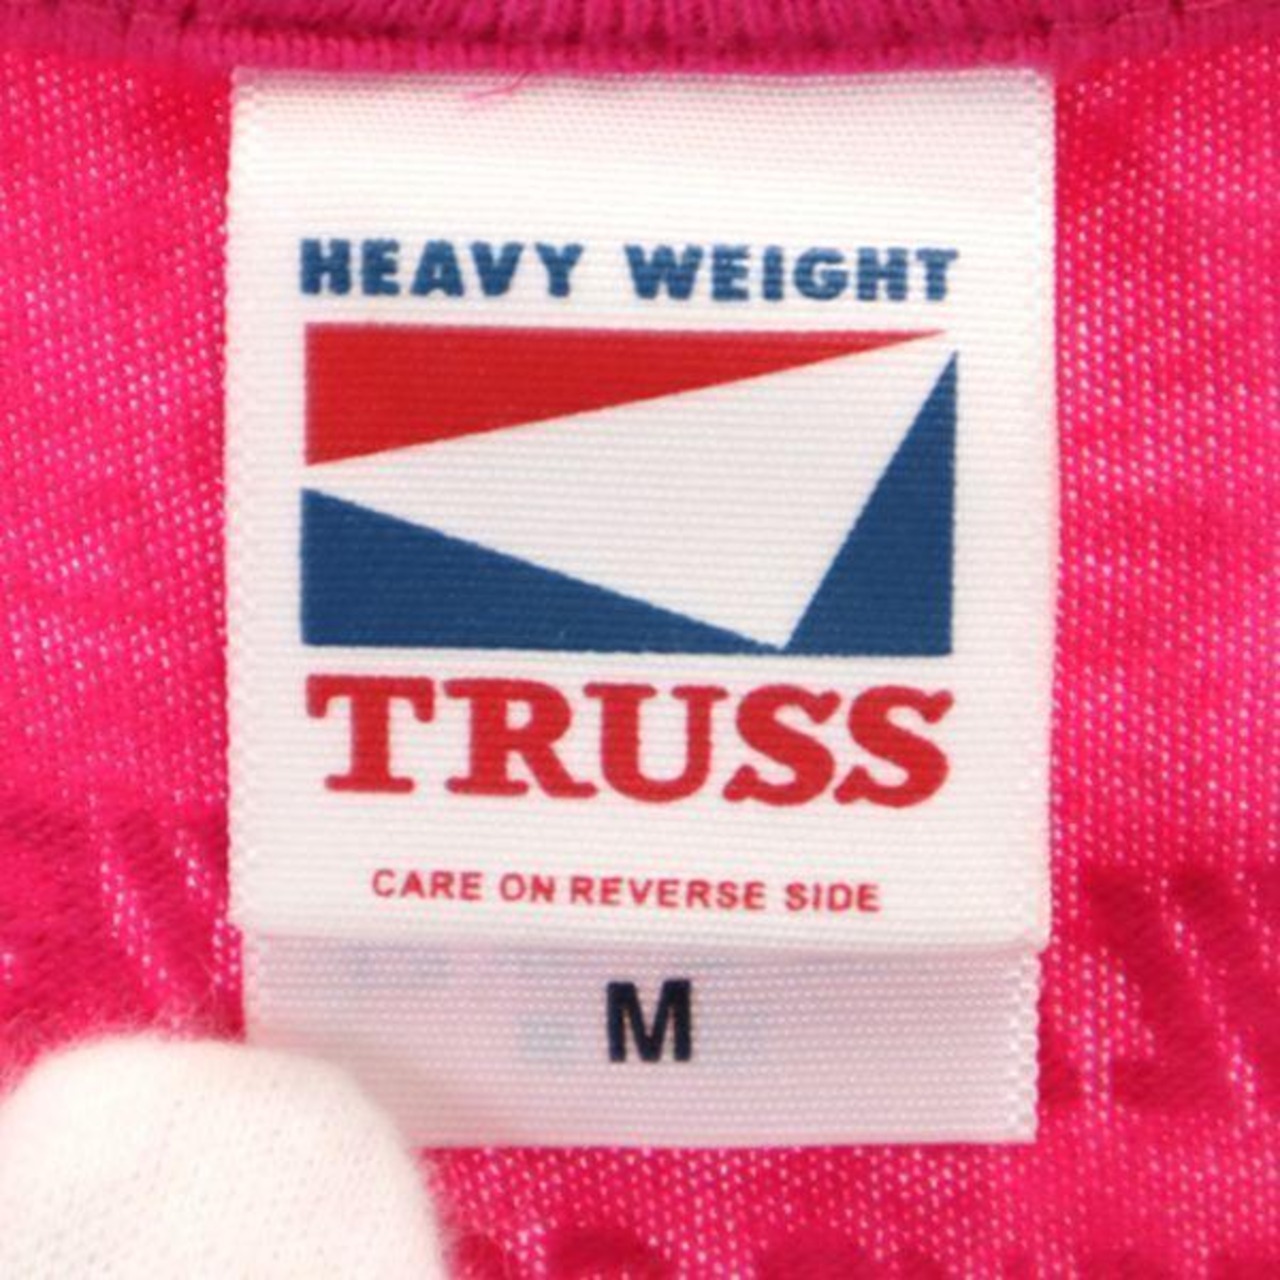 HEAVY WEIGHT
TRUSS
CARE ON REVERSE SIDE
M